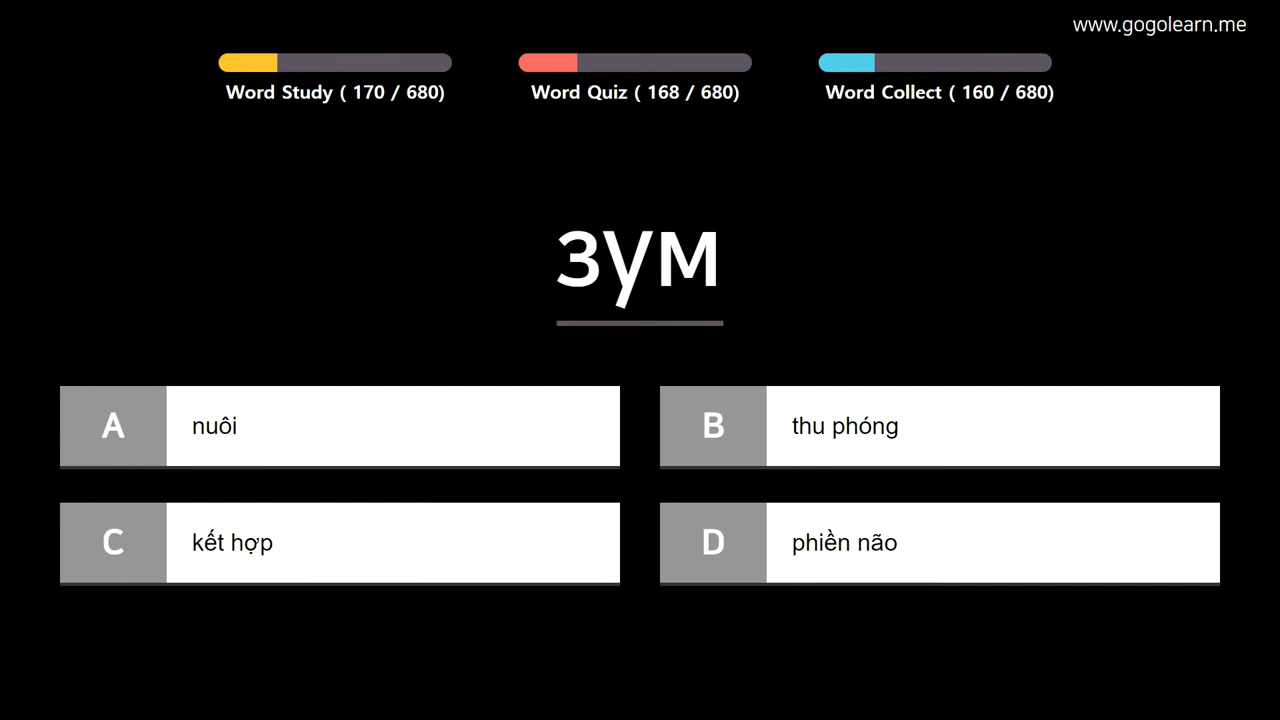 www.gogolearn.me
Word Study ( 170 / 680)
Word Quiz ( 168 / 680)
Word Collect ( 160 / 680)
зум
A nuôi
B thu phóng
C kết hợp
D phiền não